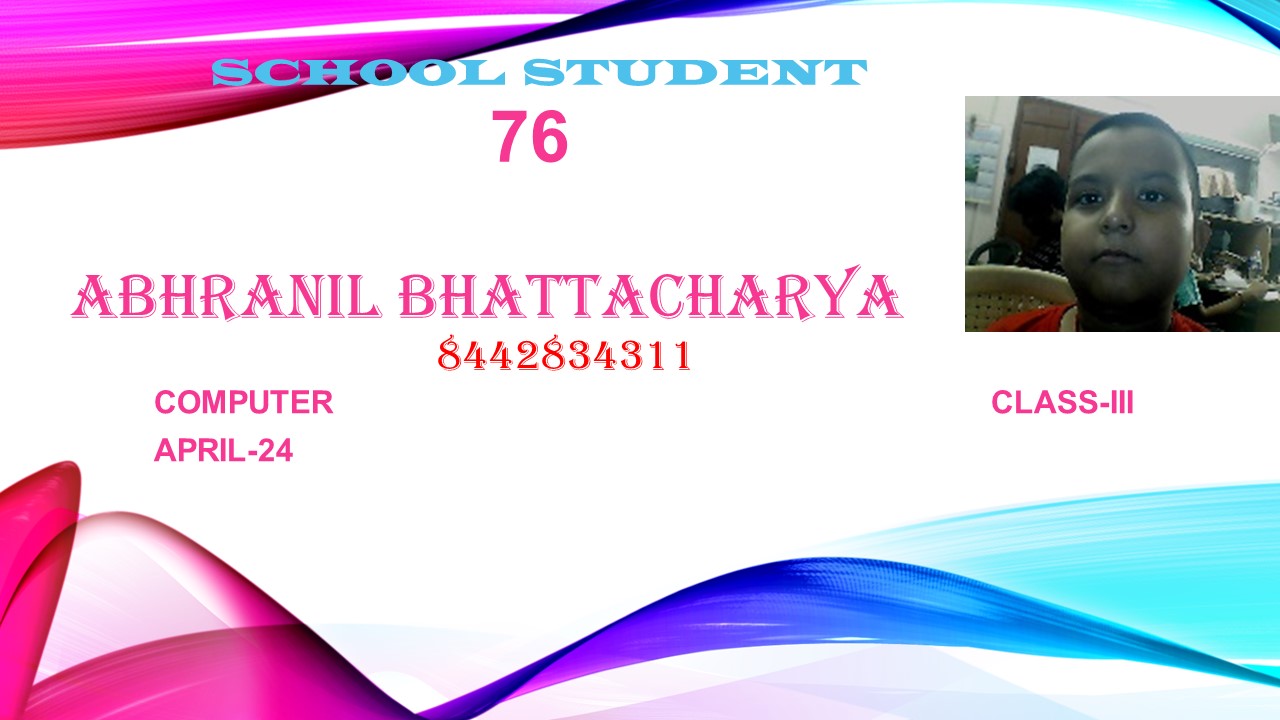 SCHOOL STUDENT
76
ABHRANIL BHATTACHARYA
8442834311
COMPUTER CLASS-III
APRIL-24